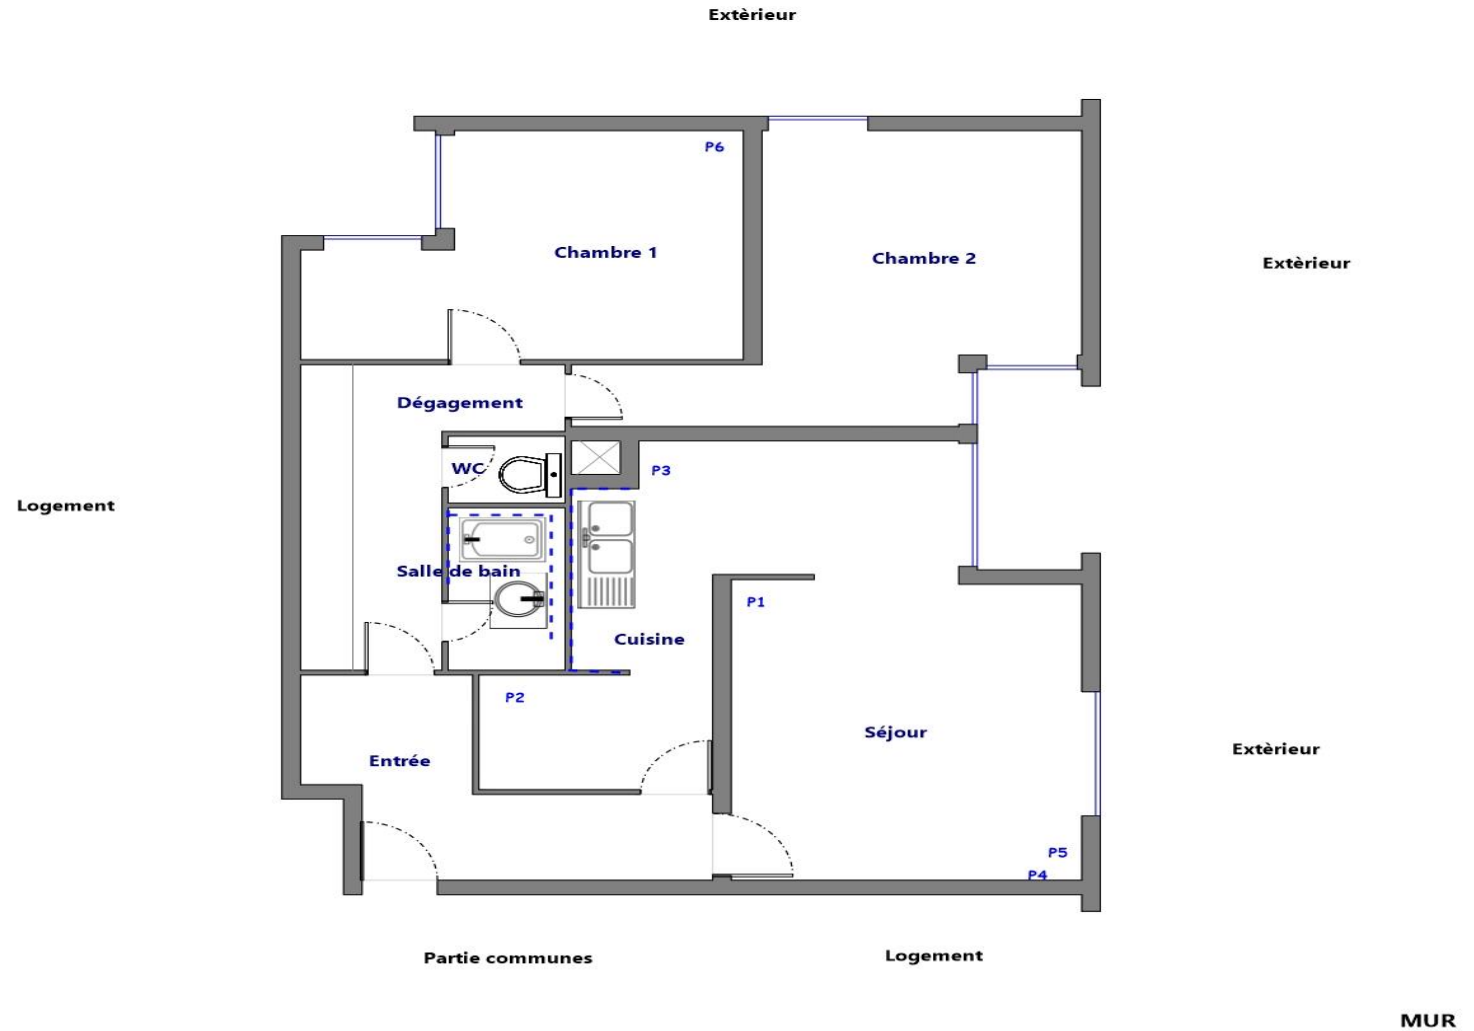 Extèrieur
P6
Chambre 1
Chambre 2
Extèrieur
Dégagement
WC
P3
Logement
Salle de bain
P1
Cuisine
P2
Séjour
Extèrieur
Entrée
P5
P4
Partie communes
Logement
MUR